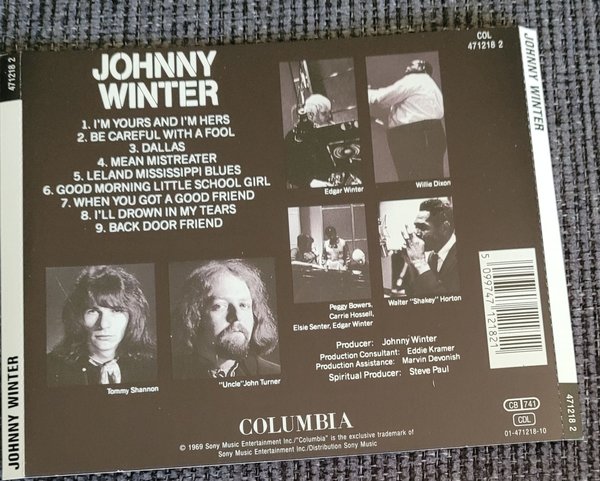 JOHNNY
WINTER
1. I'M YOURS AND I'M HERS
2. BE CAREFUL WITH A FOOL
3. DALLAS
4. MEAN MISTREATER
5. LELAND MISSISSIPPI BLUES
6. GOOD MORNING LITTLE SCHOOL GIRL
7. WHEN YOU GOT A GOOD FRIEND
8. I'LL DROWN IN MY TEARS
9. BACK DOOR FRIEND
COL
471218 2
Edgar Winter
Willie Dixon
Peggy Bowers,
Carrie Hossell,
Elsie Senter, Edgar Winter
Walter "Shakey" Horton
Tommy Shannon
"Uncle"John Turner
Producer: Johnny Winter
Production Consultant: Eddie Kramer
Production Assistance: Marvin Devonish
Spiritual Producer: Steve Paul
COLUMBIA
© 1969 Sony Music Entertainment Inc./"Columbia" is the exclusive trademark of
Sony Music Entertainment Inc./Distribution Sony Music
5 099747 121821
CB 741
CDL
01-471218-10
471218 2
JOHNNY WINTER
JOHNNY WINTER
471218 2